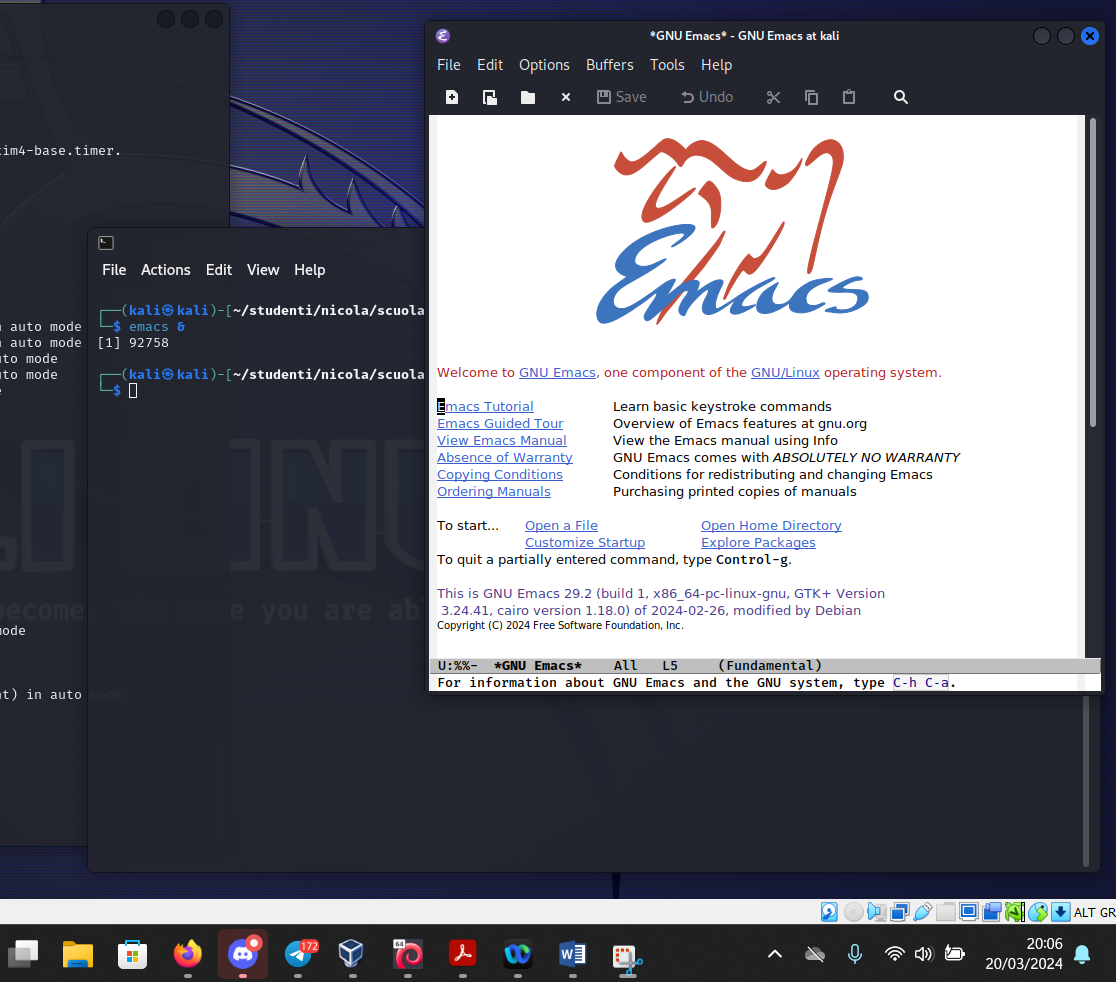 *GNU Emacs* - GNU Emacs at kali
File Edit Options Buffers Tools Help
Save Undo
Emacs
Welcome to GNU Emacs, one component of the GNU/Linux operating system.
Emacs Tutorial Learn basic keystroke commands
Emacs Guided Tour Overview of Emacs features at gnu.org
View Emacs Manual View the Emacs manual using Info
Absence of Warranty GNU Emacs comes with ABSOLUTELY NO WARRANTY
Copying Conditions Conditions for redistributing and changing Emacs
Ordering Manuals Purchasing printed copies of manuals
To start... Open a File Open Home Directory
Customize Startup Explore Packages
To quit a partially entered command, type Control-g.
This is GNU Emacs 29.2 (build 1, x86_64-pc-linux-gnu, GTK+ Version
3.24.41, cairo version 1.18.0) of 2024-02-26, modified by Debian
Copyright (C) 2024 Free Software Foundation, Inc.
U:%%- *GNU Emacs* All L5 (Fundamental)
For information about GNU Emacs and the GNU system, type C-h C-a.
im4-base.timer.
auto mode
auto mode
to mode
to mode
mode
t) in auto mode
File Actions Edit View Help
┌──(kali㉿kali)-[~/studenti/nicola/scuola
└─$ emacs &
[1] 92758
┌──(kali㉿kali)-[~/studenti/nicola/scuola
└─$
become
you are
ALT GR
172
64
20:06
20/03/2024